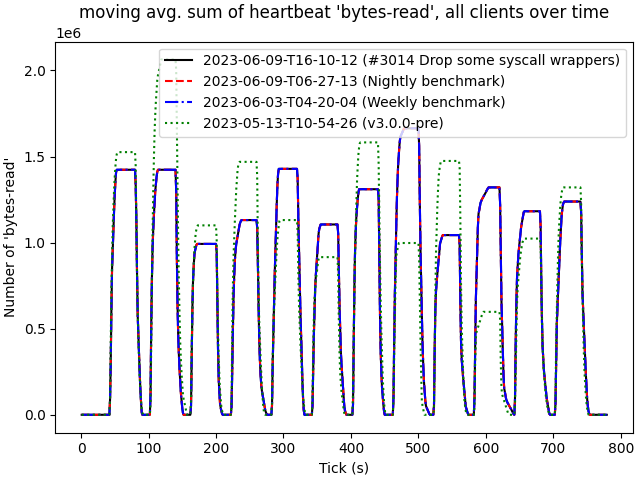 moving avg. sum of heartbeat 'bytes-read', all clients over time
1e6
2023-06-09-T16-10-12 (#3014 Drop some syscall wrappers)
2023-06-09-T06-27-13 (Nightly benchmark)
2023-06-03-T04-20-04 (Weekly benchmark)
2023-05-13-T10-54-26 (v3.0.0-pre)
Number of 'bytes-read'
2.0
1.5
1.0
0.5
0.0
0 100 200 300 400 500 600 700 800
Tick (s)